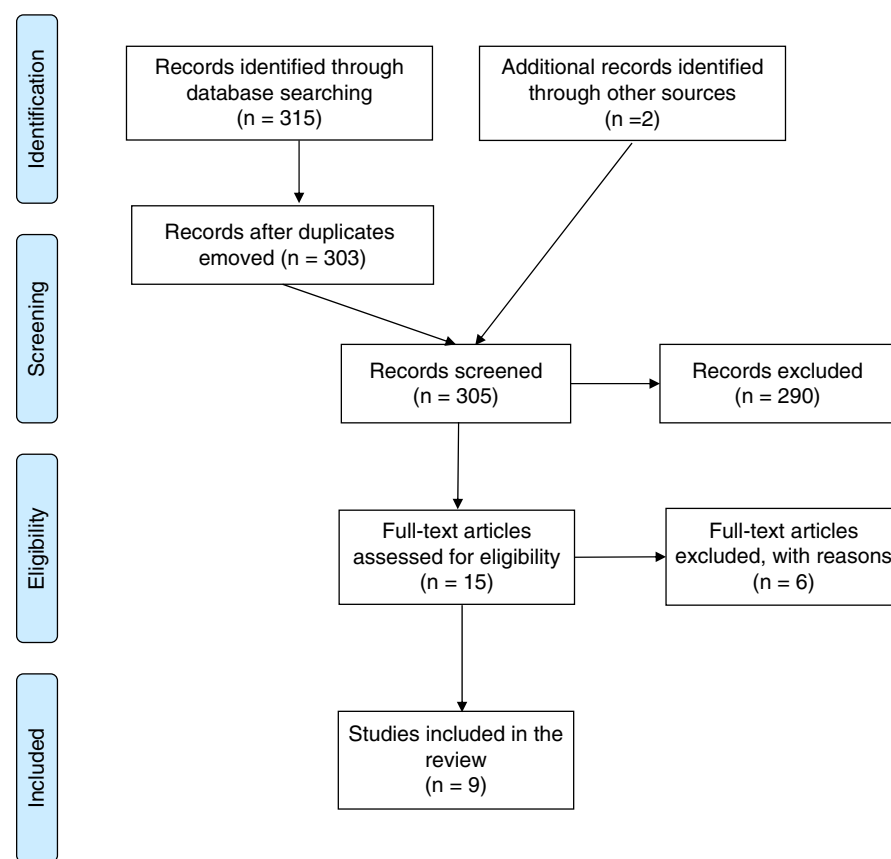 Identification
Records identified through
database searching
(n = 315)
Additional records identified
through other sources
(n =2)
Records after duplicates
emoved (n = 303)
Screening
Records screened
(n = 305)
Records excluded
(n = 290)
Eligibility
Full-text articles
assessed for eligibility
(n = 15)
Full-text articles
excluded, with reasons
(n = 6)
Included
Studies included in the
review
(n = 9)